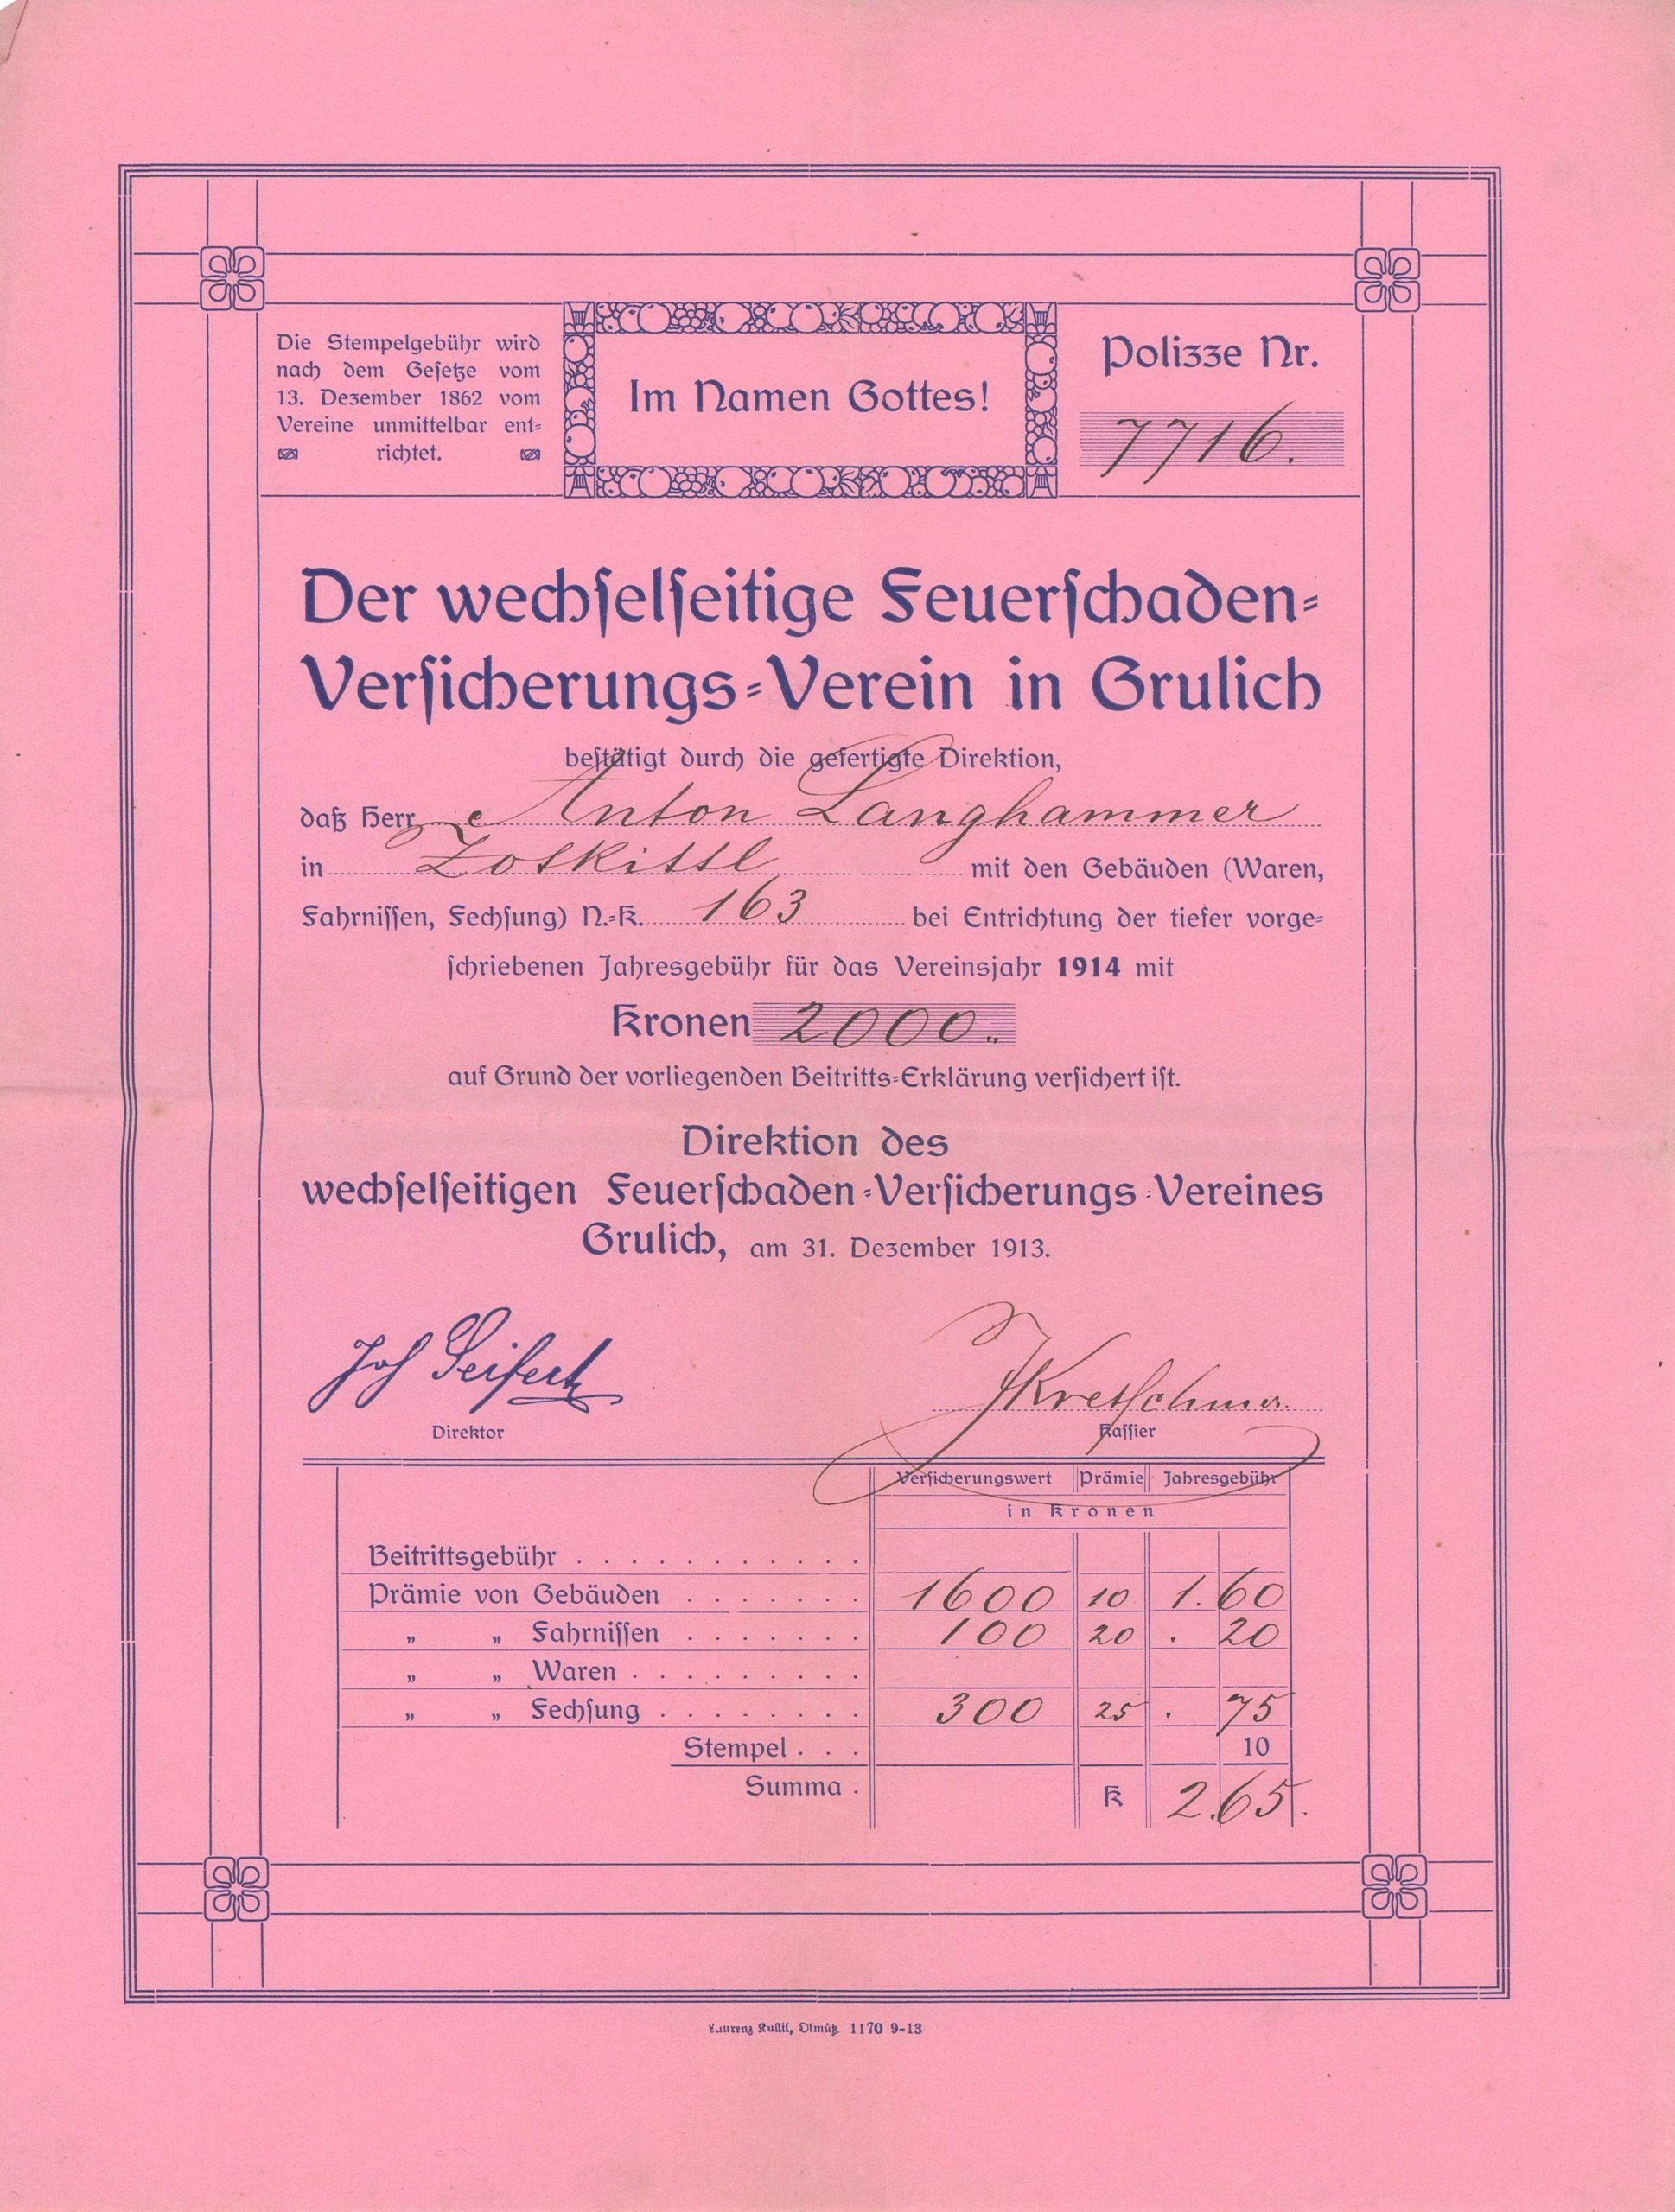 Die Stempelgebühr wird
nach dem Geſetze vom
13. Dezember 1862 vom
Vereine unmittelbar ent=
richtet.
Im Namen Gottes!
Polizze Nr.
7716.
Der wechſelſeitige Feuerſchaden=
Verſicherungs=Verein in Grulich
beſtätigt durch die gefertigte Direktion,
daß Herr Anton Langhammer
in mit den Gebäuden (Waren,
Fahrniſſen, Fechſung) N.=K. 163 bei Entrichtung der tiefer vorge=
ſchriebenen Jahresgebühr für das Vereinsjahr 1914 mit
Kronen 2000.
auf Grund der vorliegenden Beitritts=Erklärung verſichert iſt.
Direktion des
wechſelſeitigen Feuerſchaden=Verſicherungs=Vereines
Grulich, am 31. Dezember 1913.
Joſ Seifert
JKretſchmer
Direktor
Kaſſier
Verſicherungswert Prämie Jahresgebühr
in Kronen
Beitrittsgebühr . . . . . . . . . . .
Prämie von Gebäuden . . . . . . . 1600 10 1.60
„ „ Fahrniſſen . . . . . . . 100 20 . 20
„ „ Waren . . . . . . . . .
„ „ Fechſung . . . . . . . . 300 25 . 75
Stempel . . . 10
Summa . K 2.65.
Laurenz Kullil, Olmütz 1170 9-13